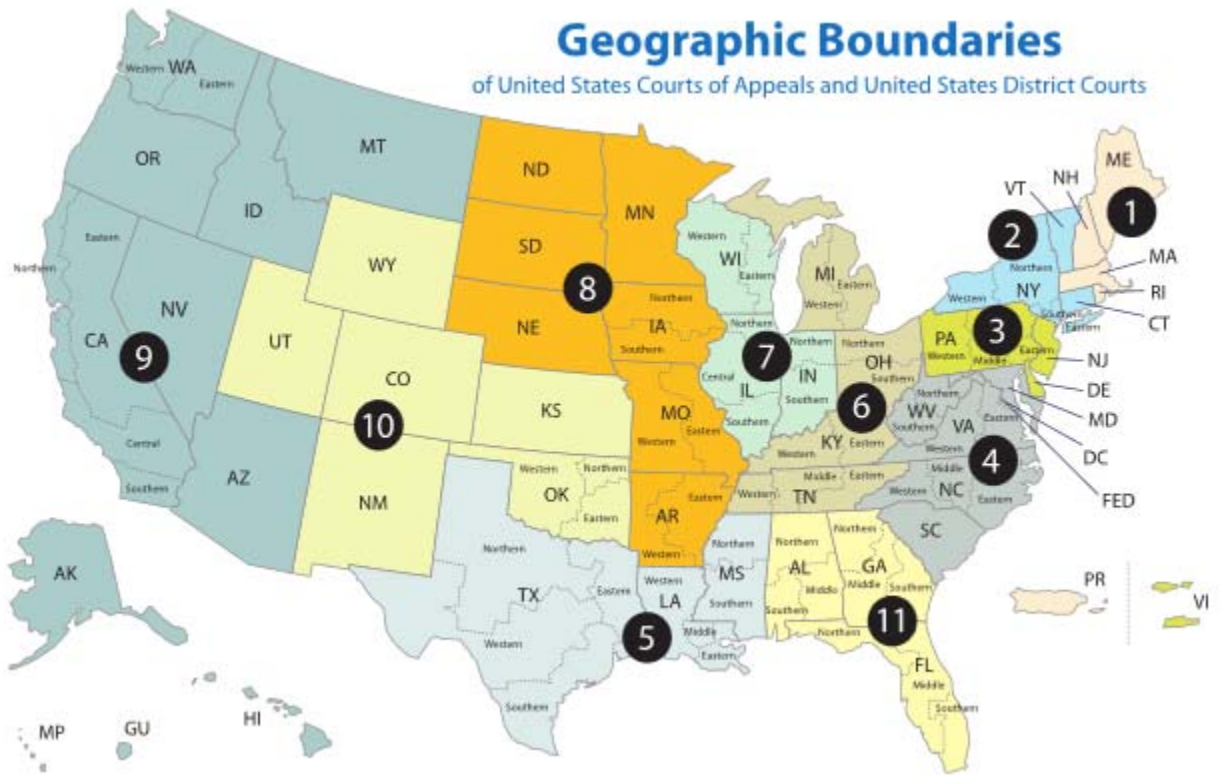 Geographic Boundaries
of United States Courts of Appeals and United States District Courts
Western WA
Eastern
OR
MT
ID
ND
MN
SD
WY
NE
8
Northern
IA
Southern
Western
WI
Eastern
MI
Eastern
Western
ME
NH
VT
1
2
Northern
Western
NY
Southern
Eastern
MA
RI
CT
Eastern
Northern
NV
CA
9
Central
Southern
UT
CO
10
KS
MO
Eastern
Western
Northern
7
Central
IL
Southern
Northern
IN
Southern
Northern
OH
Southern
6
KY Eastern
Western
3
PA
Western
Middle
Eastern
NJ
DE
MD
DC
FED
Northern
WV
Southern
Eastern
VA
Western
4
AZ
NM
Western
Northern
OK
Eastern
Eastern
AR
Western
Middle
Eastern
Western
TN
Middle
Western
NC
Eastern
SC
Northern
TX
Eastern
Western
Southern
Western
LA
5
Middle
Eastern
Northern
MS
Southern
Northern
AL
Middle
Southern
Northern
GA
Middle
Southern
11
Northern
FL
Middle
Southern
PR
VI
AK
HI
MP
GU